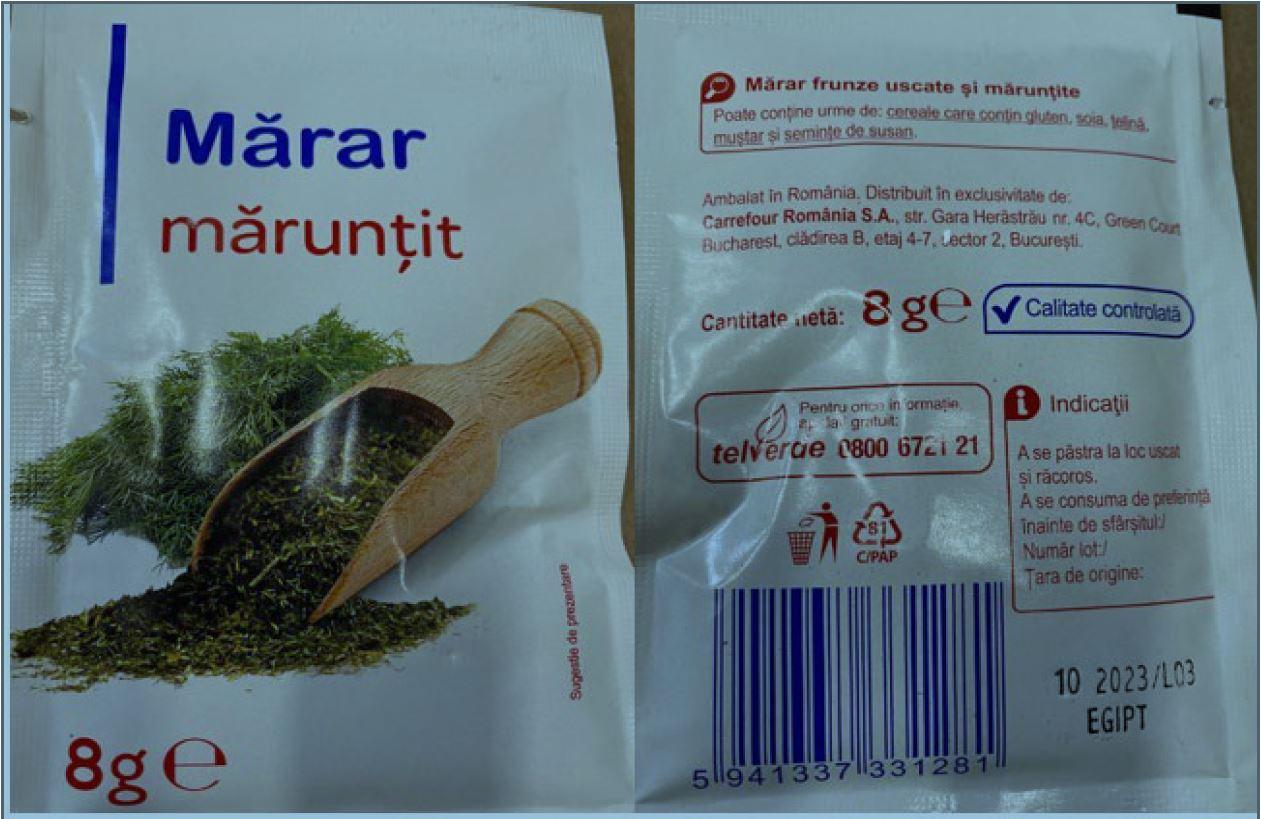 Mărar
mărunțit
Sugestie de prezentare
8g e
Mărar frunze uscate și mărunțite
Poate conține urme de: cereale care conțin gluten, soia, țelină,
muștar și semințe de susan.
Ambalat în România. Distribuit în exclusivitate de:
Carrefour România S.A., str. Gara Herăstrău nr. 4C, Green Court
Bucharest, clădirea B, etaj 4-7, sector 2, București.
Cantitate netă: 8 g e
Calitate controlată
Pentru orice informație,
gratuit:
telverde 0800 6721 21
81
C/PAP
i Indicații
A se păstra la loc uscat
și răcoros.
A se consuma de preferință
înainte de sfârșitul:/
Număr lot:/
Țara de origine:
10 2023/L03
EGIPT
5 941337 331281